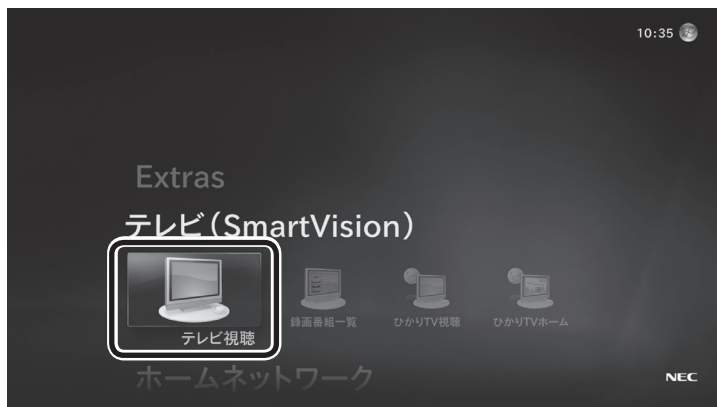 10:35
Extras
テレビ(SmartVision)
テレビ視聴
録画番組一覧
ひかりTV視聴
ひかりTVホーム
ホームネットワーク
NEC